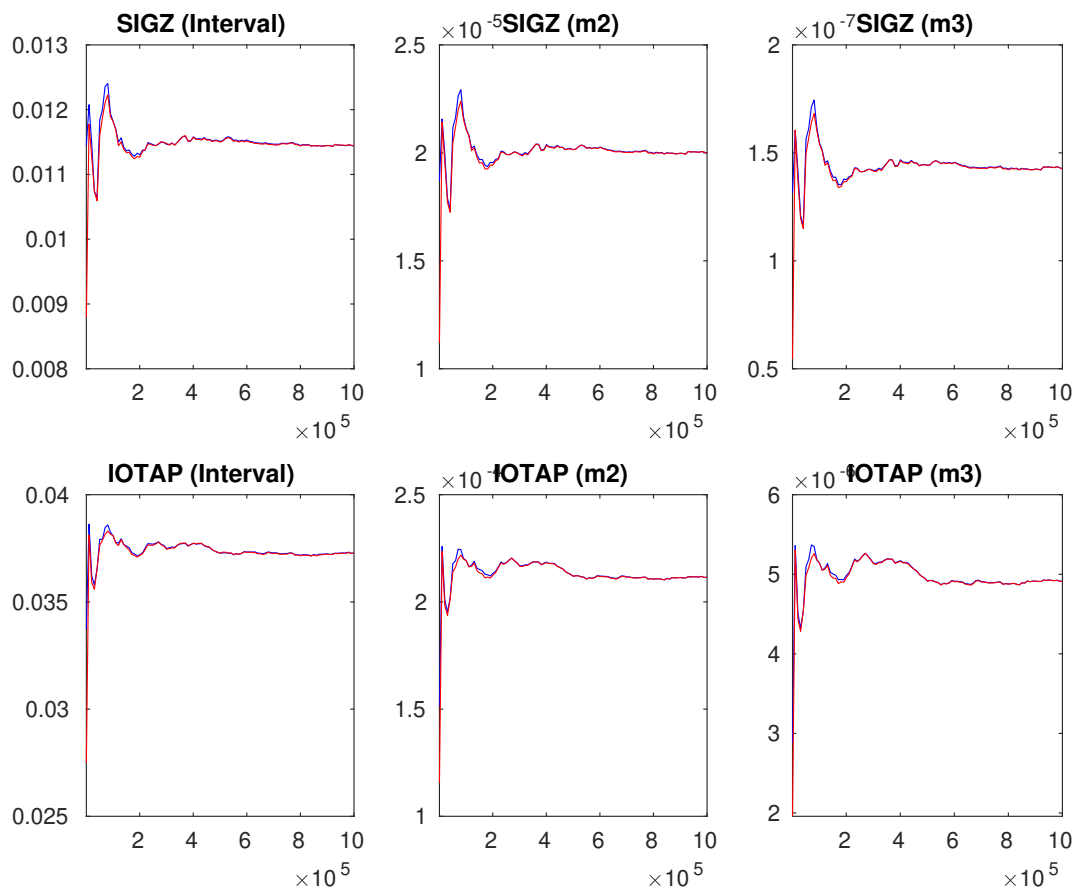 SIGZ (Interval)
0.013
0.012
0.011
0.01
0.009
0.008
2 4 6 8 10
×10 5
×10 -5 SIGZ (m2)
2.5
2
1.5
1
2 4 6 8 10
×10 5
×10 -7 SIGZ (m3)
2
1.5
1
0.5
2 4 6 8 10
×10 5
IOTAP (Interval)
0.04
0.035
0.03
0.025
2 4 6 8 10
×10 5
×10 -4 IOTAP (m2)
2.5
2
1.5
1
2 4 6 8 10
×10 5
×10 -6 IOTAP (m3)
6
5
4
3
2
2 4 6 8 10
×10 5